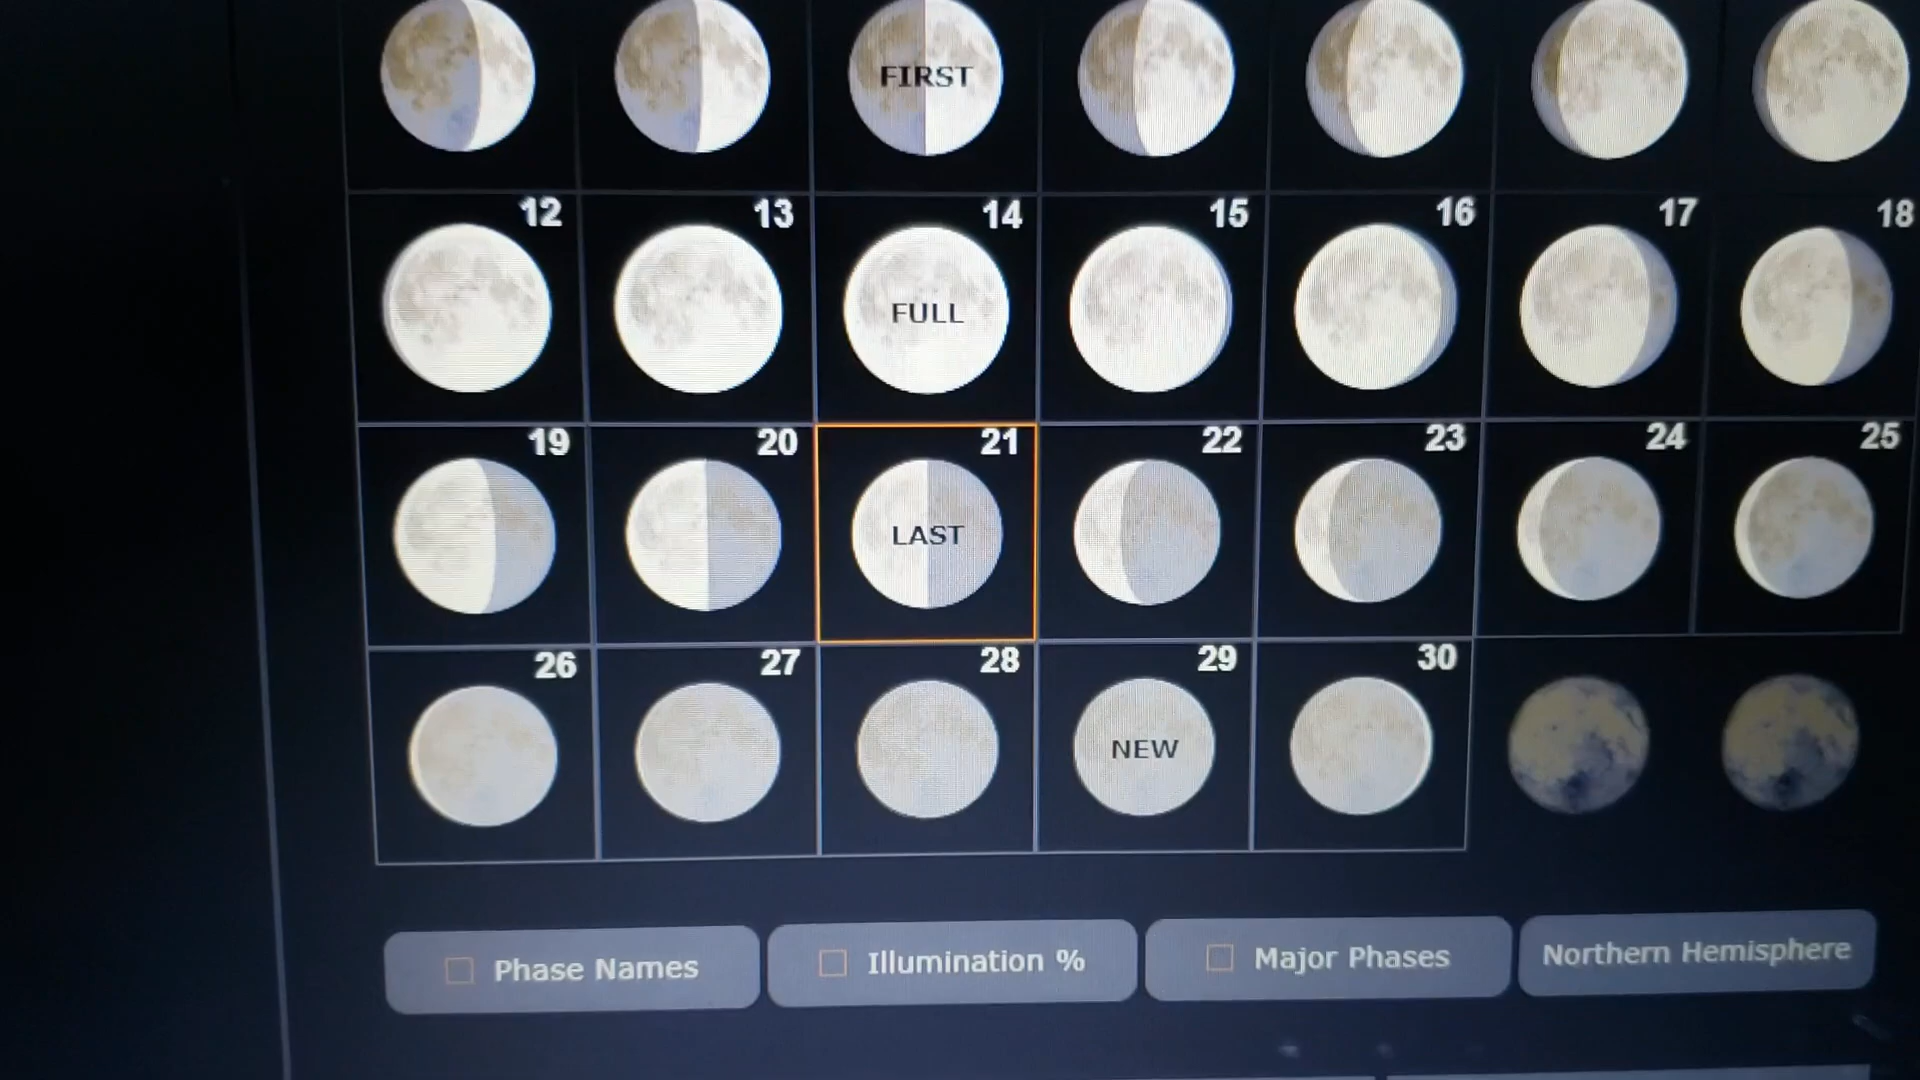 FIRST
12 13 14 15 16 17 18
FULL
19 20 21 22 23 24 25
LAST
26 27 28 29 30
NEW
Phase Names Illumination % Major Phases Northern Hemisphere